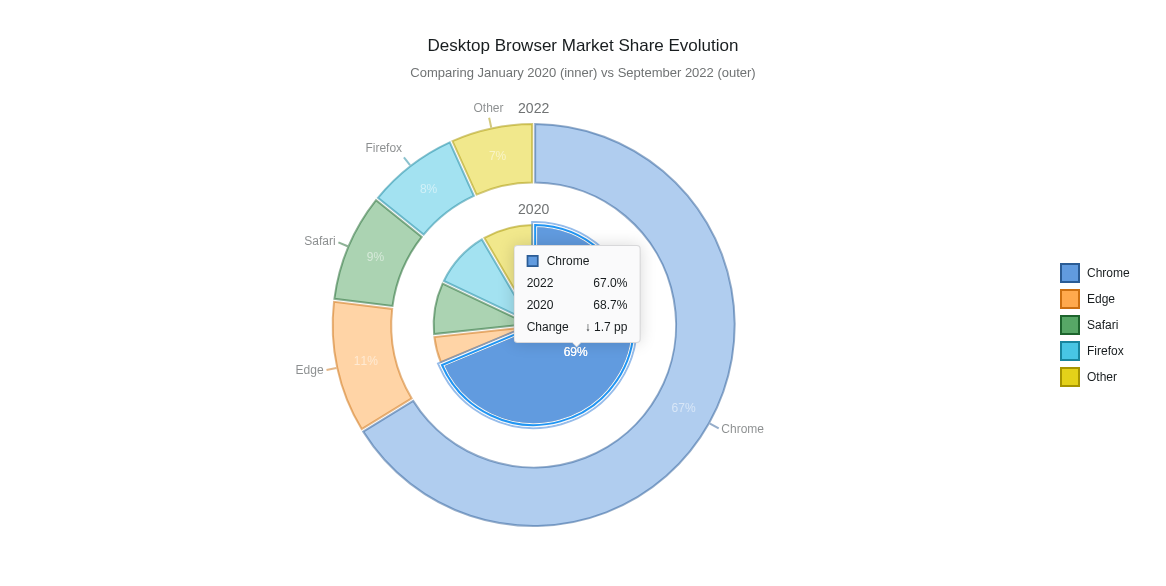 Desktop Browser Market Share Evolution
Comparing January 2020 (inner) vs September 2022 (outer)
Other
2022
Firefox
7%
8%
2020
Safari
9%
Chrome
2022 67.0%
2020 68.7%
Change ↓ 1.7 pp
69%
Edge
11%
67%
Chrome
Chrome
Edge
Safari
Firefox
Other